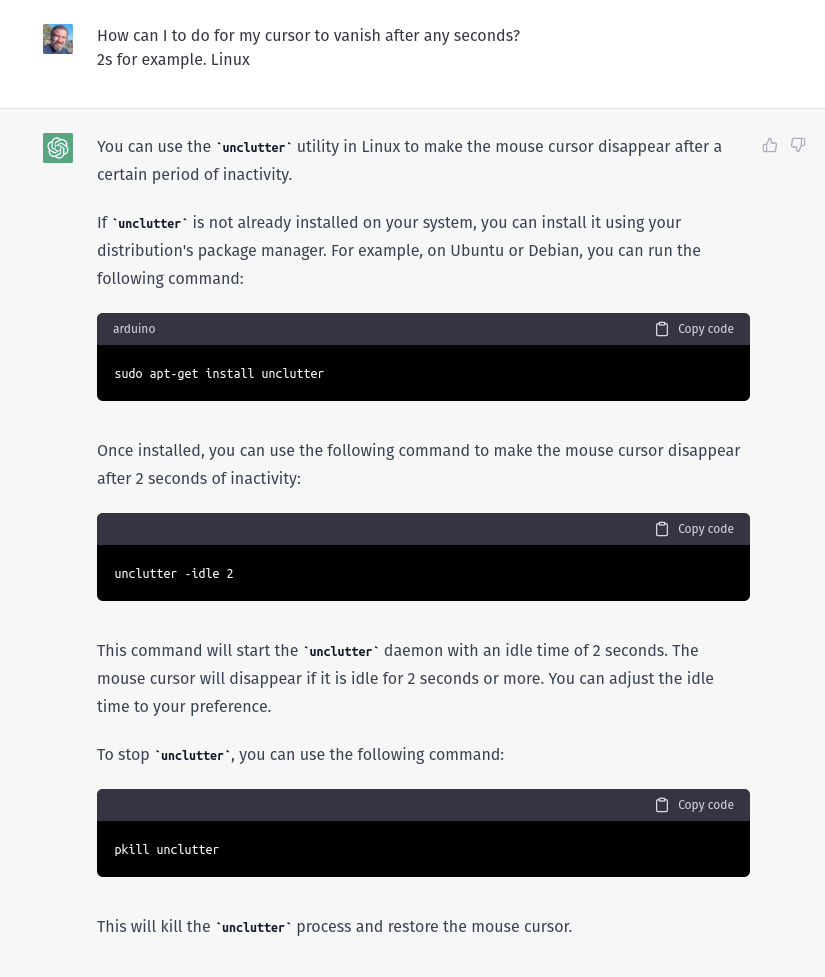 How can I to do for my cursor to vanish after any seconds?
2s for example. Linux
You can use the `unclutter` utility in Linux to make the mouse cursor disappear after a
certain period of inactivity.
If `unclutter` is not already installed on your system, you can install it using your
distribution's package manager. For example, on Ubuntu or Debian, you can run the
following command:
arduino Copy code
sudo apt-get install unclutter
Once installed, you can use the following command to make the mouse cursor disappear
after 2 seconds of inactivity:
Copy code
unclutter -idle 2
This command will start the `unclutter` daemon with an idle time of 2 seconds. The
mouse cursor will disappear if it is idle for 2 seconds or more. You can adjust the idle
time to your preference.
To stop `unclutter`, you can use the following command:
Copy code
pkill unclutter
This will kill the `unclutter` process and restore the mouse cursor.